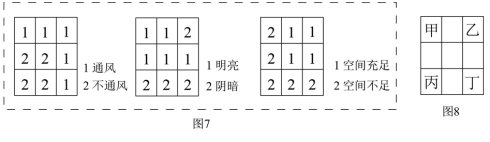 1 1 1
2 2 1
2 2 1
1 通风
2 不通风
1 1 2
1 1 1
2 2 2
1 明亮
2 阴暗
2 1 1
2 1 1
2 2 2
1 空间充足
2 空间不足
图7
甲 乙
丙 丁
图8